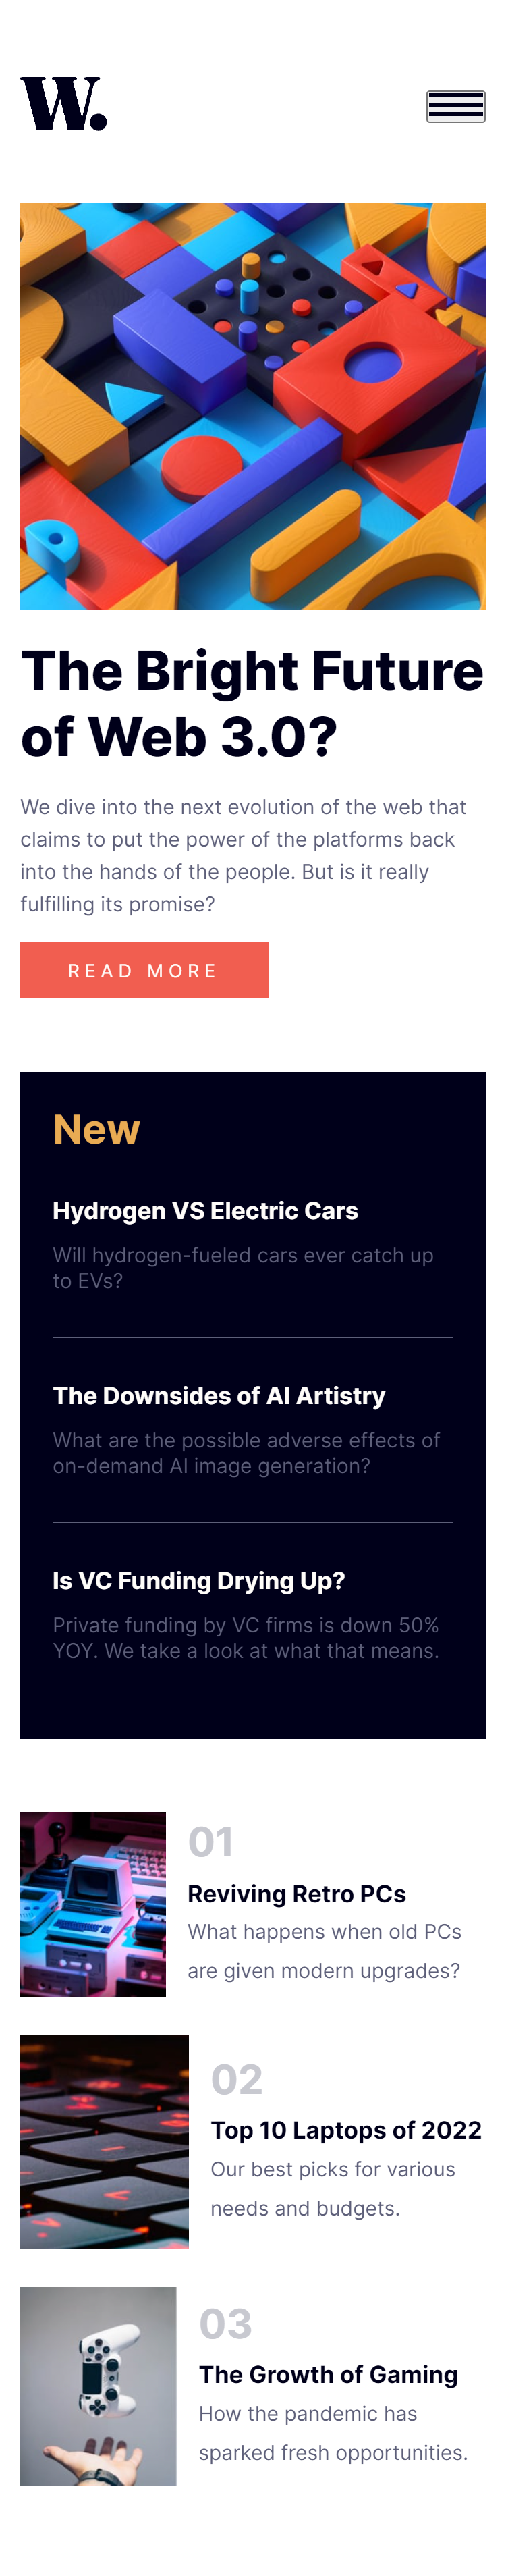 W.
The Bright Future
of Web 3.0?
We dive into the next evolution of the web that
claims to put the power of the platforms back
into the hands of the people. But is it really
fulfilling its promise?
READ MORE
New
Hydrogen VS Electric Cars
Will hydrogen-fueled cars ever catch up
to EVs?
The Downsides of AI Artistry
What are the possible adverse effects of
on-demand AI image generation?
Is VC Funding Drying Up?
Private funding by VC firms is down 50%
YOY. We take a look at what that means.
01
Reviving Retro PCs
What happens when old PCs
are given modern upgrades?
02
Top 10 Laptops of 2022
Our best picks for various
needs and budgets.
03
The Growth of Gaming
How the pandemic has
sparked fresh opportunities.